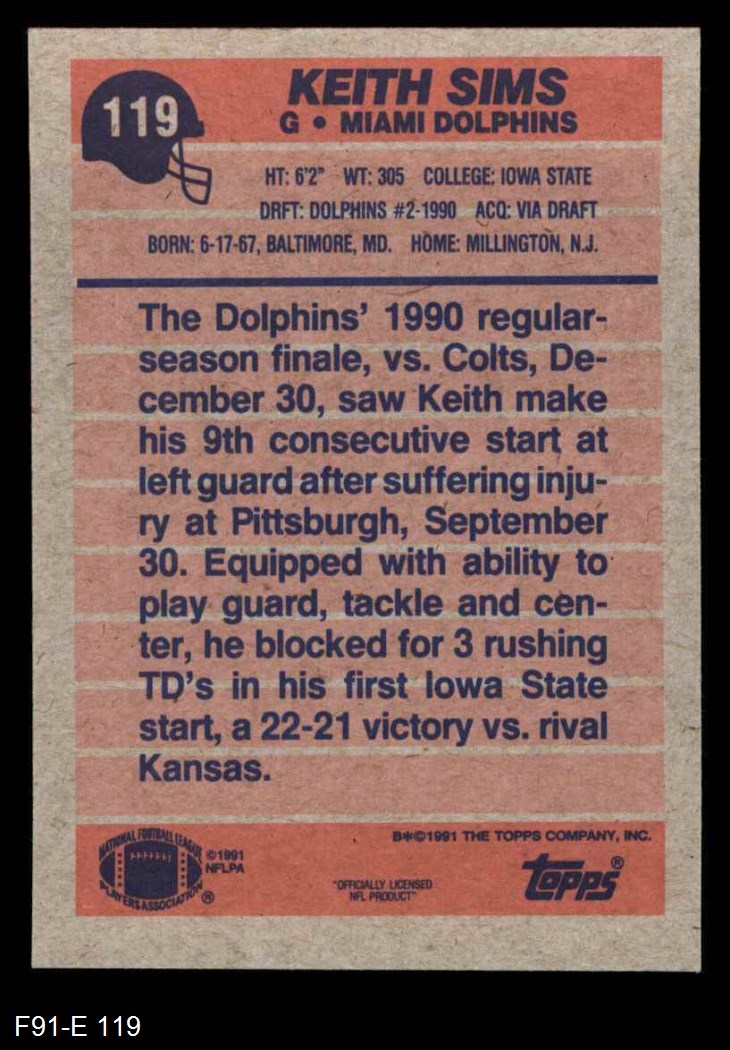 119
KEITH SIMS
G • MIAMI DOLPHINS
HT: 6'2" WT: 305 COLLEGE: IOWA STATE
DRFT: DOLPHINS #2-1990 ACQ: VIA DRAFT
BORN: 6-17-67, BALTIMORE, MD. HOME: MILLINGTON, N.J.
The Dolphins' 1990 regular-
season finale, vs. Colts, De-
cember 30, saw Keith make
his 9th consecutive start at
left guard after suffering inju-
ry at Pittsburgh, September
30. Equipped with ability to
play guard, tackle and cen-
ter, he blocked for 3 rushing
TD's in his first Iowa State
start, a 22-21 victory vs. rival
Kansas.
NATIONAL FOOTBALL LEAGUE
PLAYERS ASSOCIATION ®
©1991
NFLPA
"OFFICIALLY LICENSED
NFL PRODUCT"
B*©1991 THE TOPPS COMPANY, INC.
topps®
F91-E 119